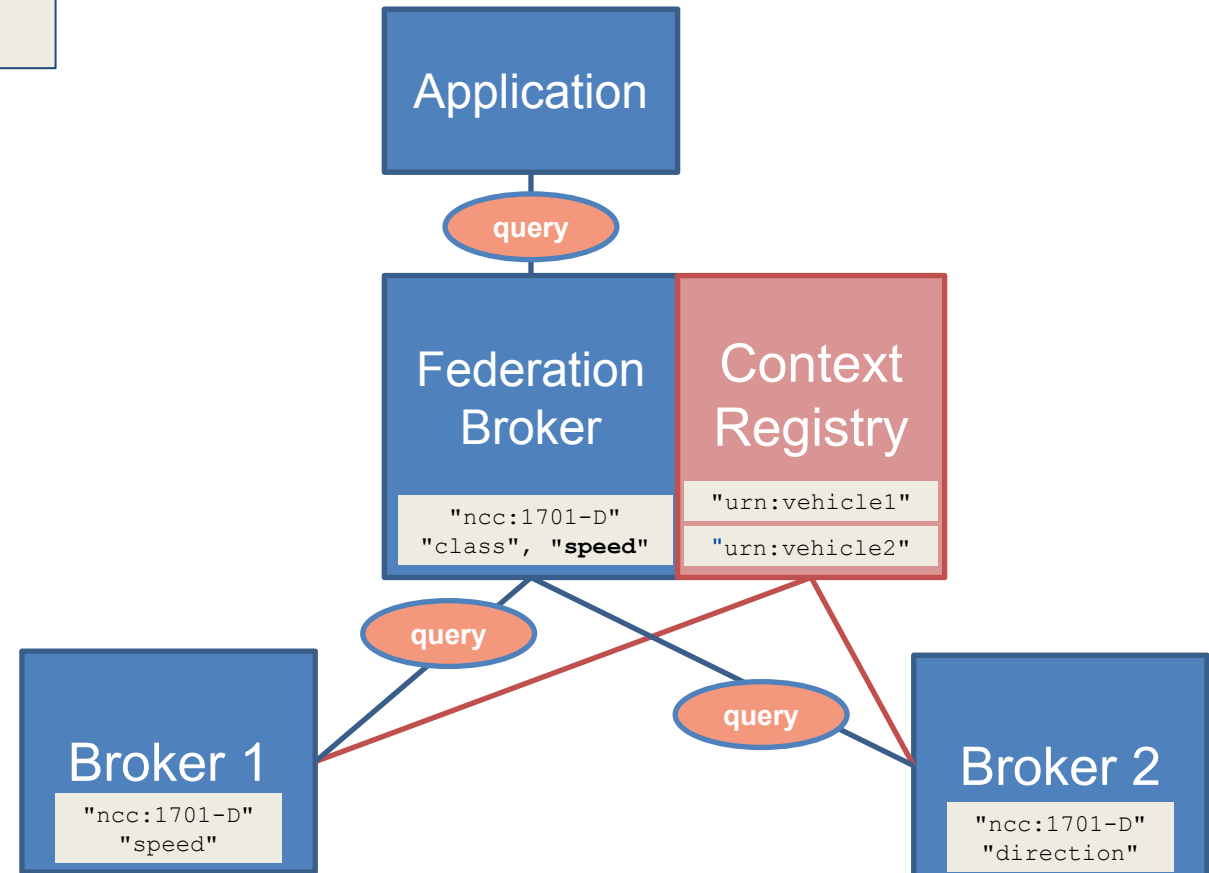 Application
query
Federation
Broker
Context
Registry
"ncc:1701-D"
"class", "speed"
"urn:vehicle1"
"urn:vehicle2"
query
query
Broker 1
"ncc:1701-D"
"speed"
Broker 2
"ncc:1701-D"
"direction"